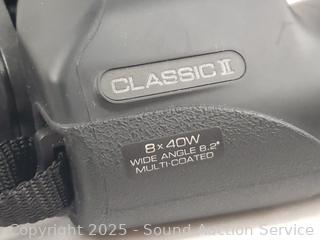 CLASSIC II
8×40W
WIDE ANGLE 8.2°
MULTI-COATED
Copyright © 2025 - Sound Auction Service